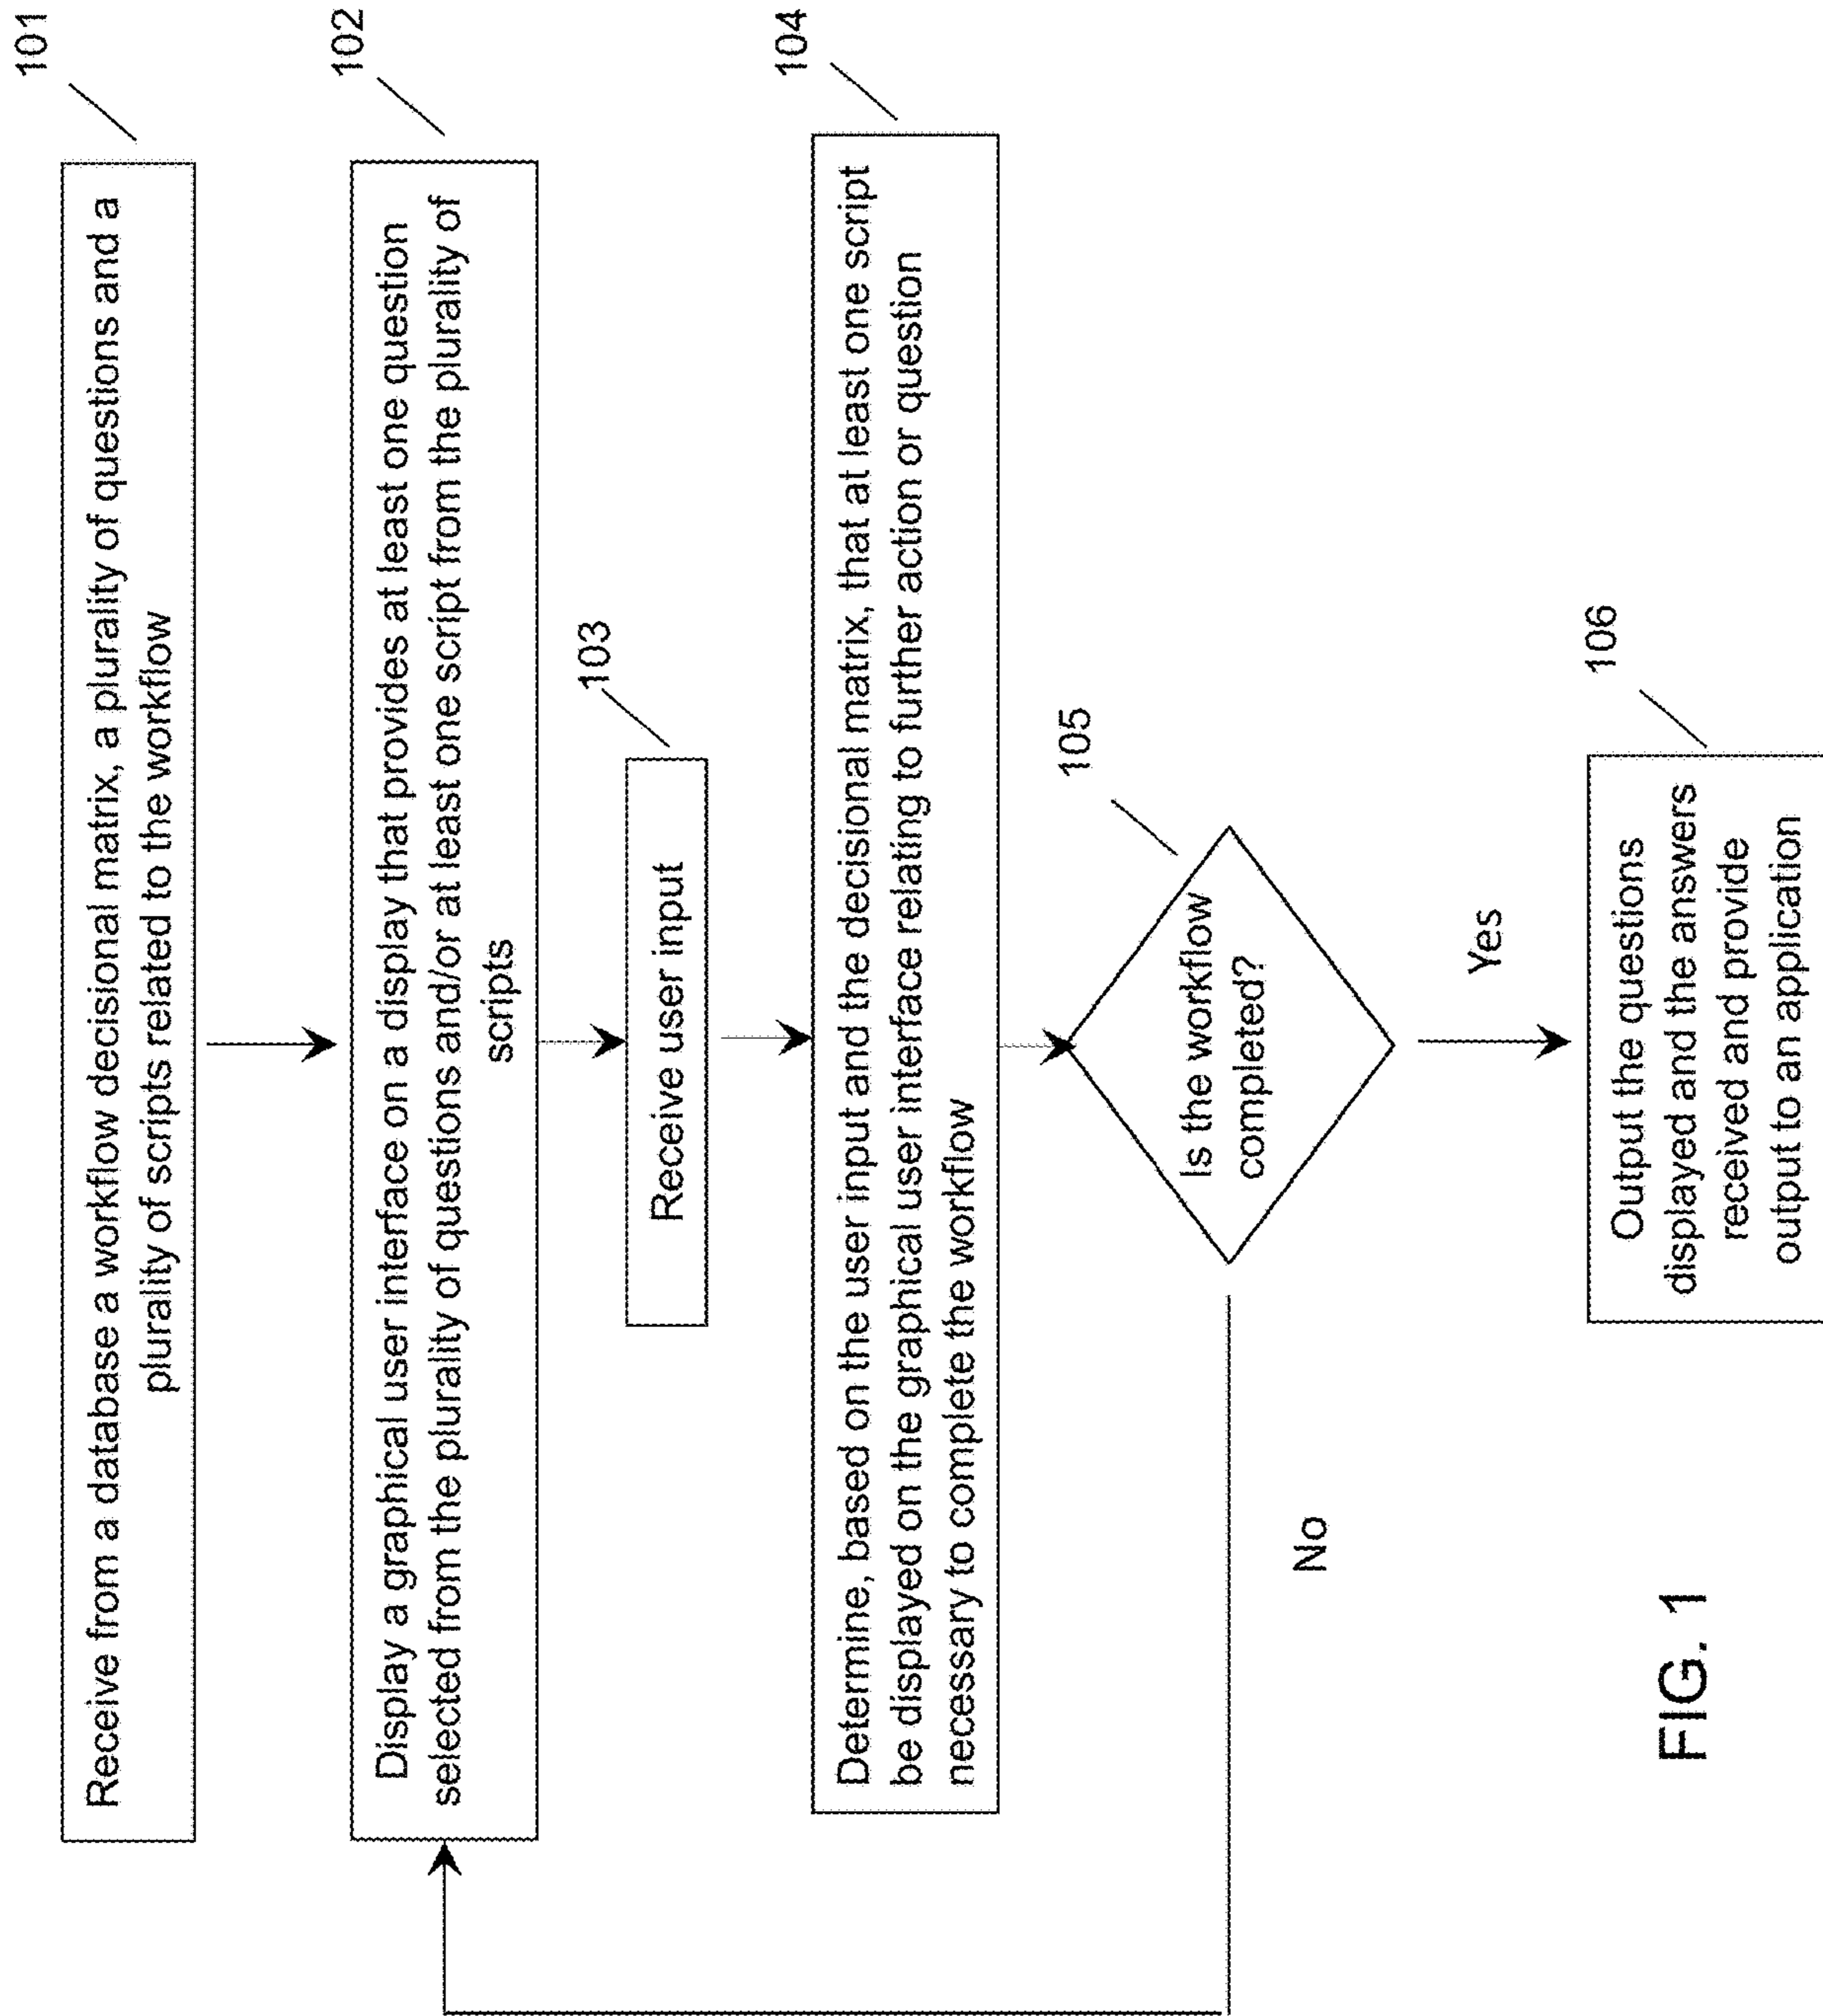 101
Receive from a database a workflow decisional matrix, a plurality of questions and a
plurality of scripts related to the workflow
102
Display a graphical user interface on a display that provides at least one question
selected from the plurality of questions and/or at least one script from the plurality of
scripts
103
Receive user input
104
Determine, based on the user input and the decisional matrix, that at least one script
be displayed on the graphical user interface relating to further action or question
necessary to complete the workflow
105
Is the workflow
completed?
No
Yes
106
Output the questions
displayed and the answers
received and provide
output to an application
FIG. 1